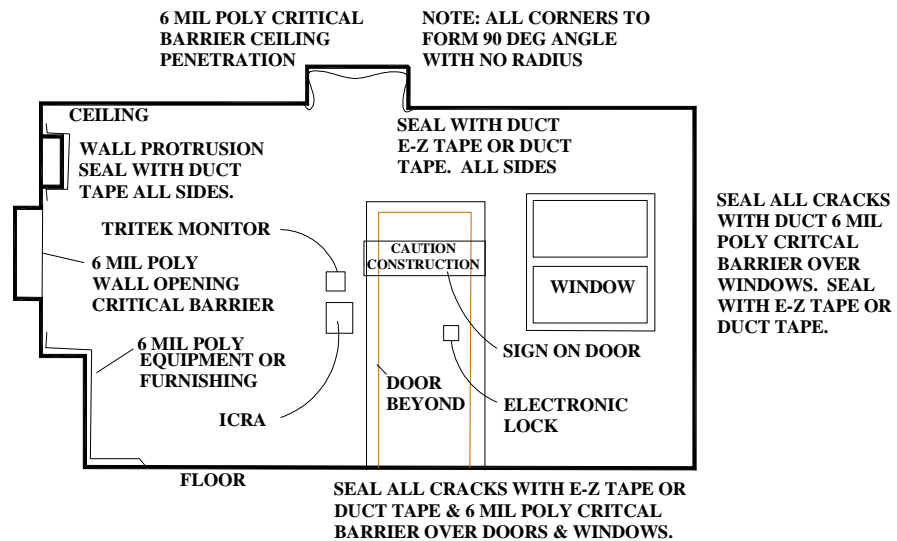 6 MIL POLY CRITICAL
BARRIER CEILING
PENETRATION
NOTE: ALL CORNERS TO
FORM 90 DEG ANGLE
WITH NO RADIUS
CEILING
WALL PROTRUSION
SEAL WITH DUCT
TAPE ALL SIDES.
SEAL WITH DUCT
E-Z TAPE OR DUCT
TAPE.  ALL SIDES
TRITEK MONITOR
6 MIL POLY
WALL OPENING
CRITICAL BARRIER
CAUTION
CONSTRUCTION
WINDOW
SEAL ALL CRACKS
WITH DUCT 6 MIL
POLY CRITCAL
BARRIER OVER
WINDOWS.  SEAL
WITH E-Z TAPE OR
DUCT TAPE.
6 MIL POLY
EQUIPMENT OR
FURNISHING
ICRA
DOOR
BEYOND
SIGN ON DOOR
ELECTRONIC
LOCK
FLOOR
SEAL ALL CRACKS WITH E-Z TAPE OR
DUCT TAPE & 6 MIL POLY CRITCAL
BARRIER OVER DOORS & WINDOWS.